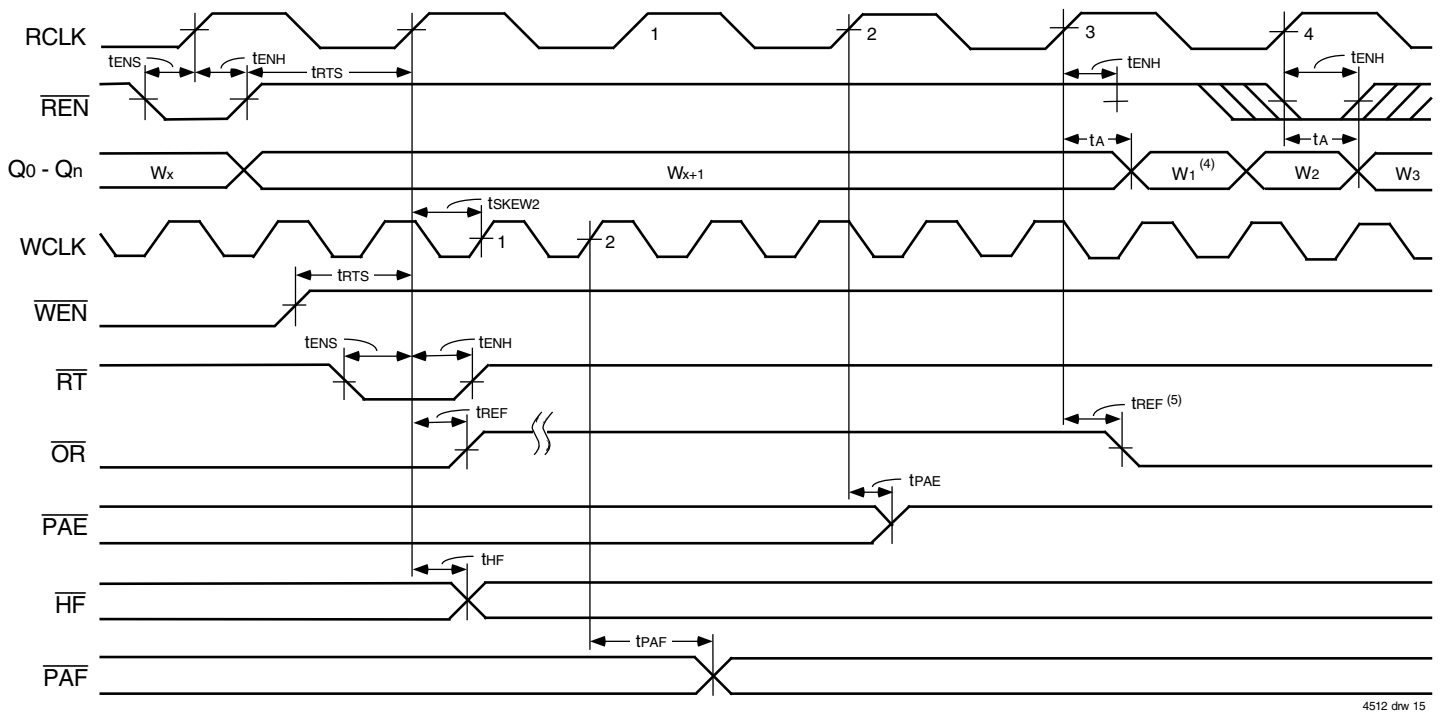 RCLK 1 2 3 4
tENS tENH tRTS tENH tENH
REN
tA tA
Q0 - Qn Wx Wx+1 W1 (4) W2 W3
tSKEW2
WCLK 1 2
tRTS
WEN
tENS tENH
RT
tREF tREF (5)
OR
tPAE
PAE
tHF
HF
tPAF
PAF
4512 drw 15